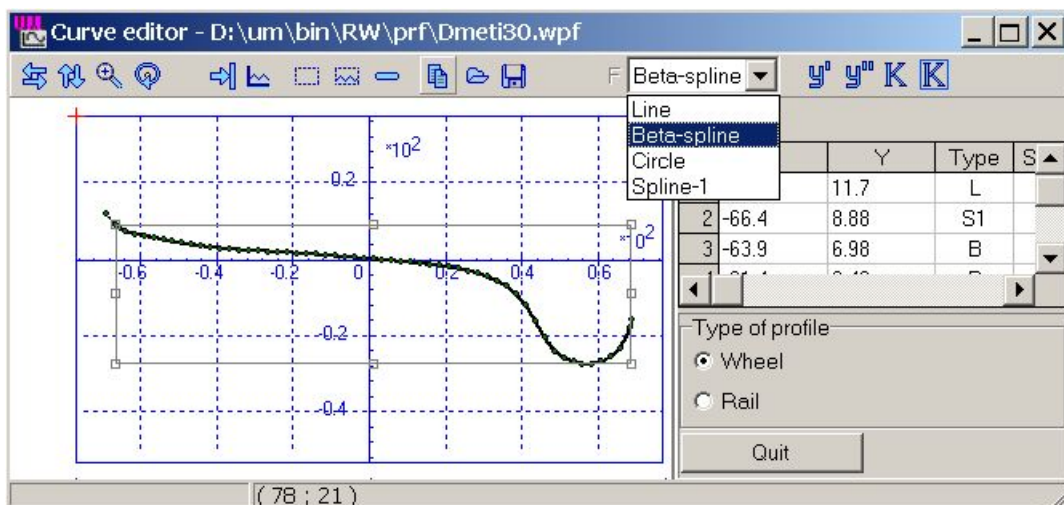 Curve editor - D:\um\bin\RW\prf\Dmeti30.wpf
F Beta-spline y' y'' K K
Line
Beta-spline
Circle
Spline-1
Y Type S
11.7 L
2 -66.4 8.88 S1
3 -63.9 6.98 B
*10²
0.2
*10²
-0.6 -0.4 -0.2 0 0.2 0.4 0.6
-0.2
-0.4
Type of profile
Wheel
Rail
Quit
( 78 ; 21 )